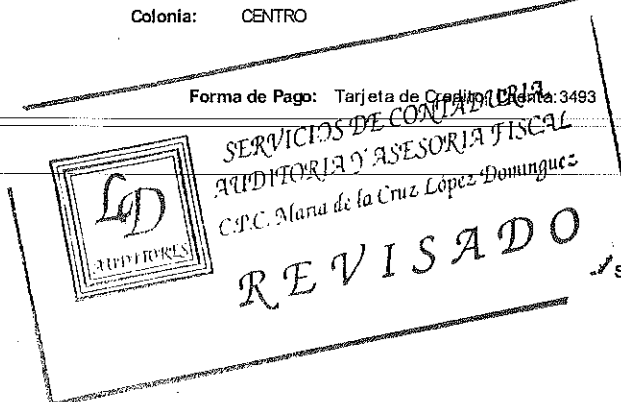 Colonia: CENTRO
Forma de Pago: Tarjeta de Credito, Cuenta:3493
SERVICIOS DE CONTADURIA
AUDITORIA Y ASESORIA FISCAL
C.P.C. Maria de la Cruz López Dominguez
LD
AUDITORES
REVISADO
S